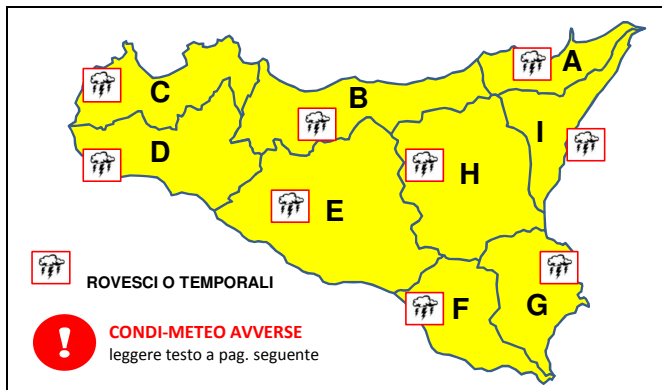 A
C
B
I
D
H
E
ROVESCI O TEMPORALI
F
G
!
CONDI-METEO AVVERSE
leggere testo a pag. seguente